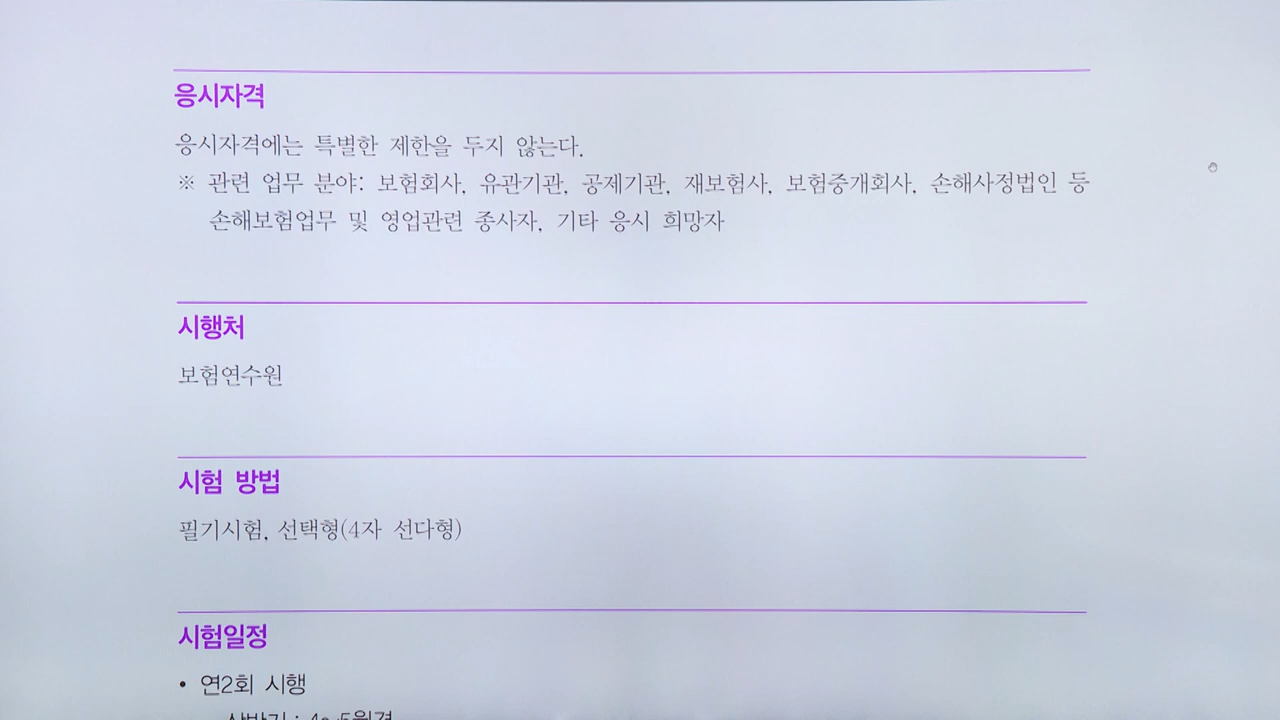 응시자격
응시자격에는 특별한 제한을 두지 않는다.
※ 관련 업무 분야: 보험회사, 유관기관, 공제기관, 재보험사, 보험중개회사, 손해사정법인 등
손해보험업무 및 영업관련 종사자, 기타 응시 희망자
시행처
보험연수원
시험 방법
필기시험, 선택형(4자 선다형)
시험일정
• 연2회 시행